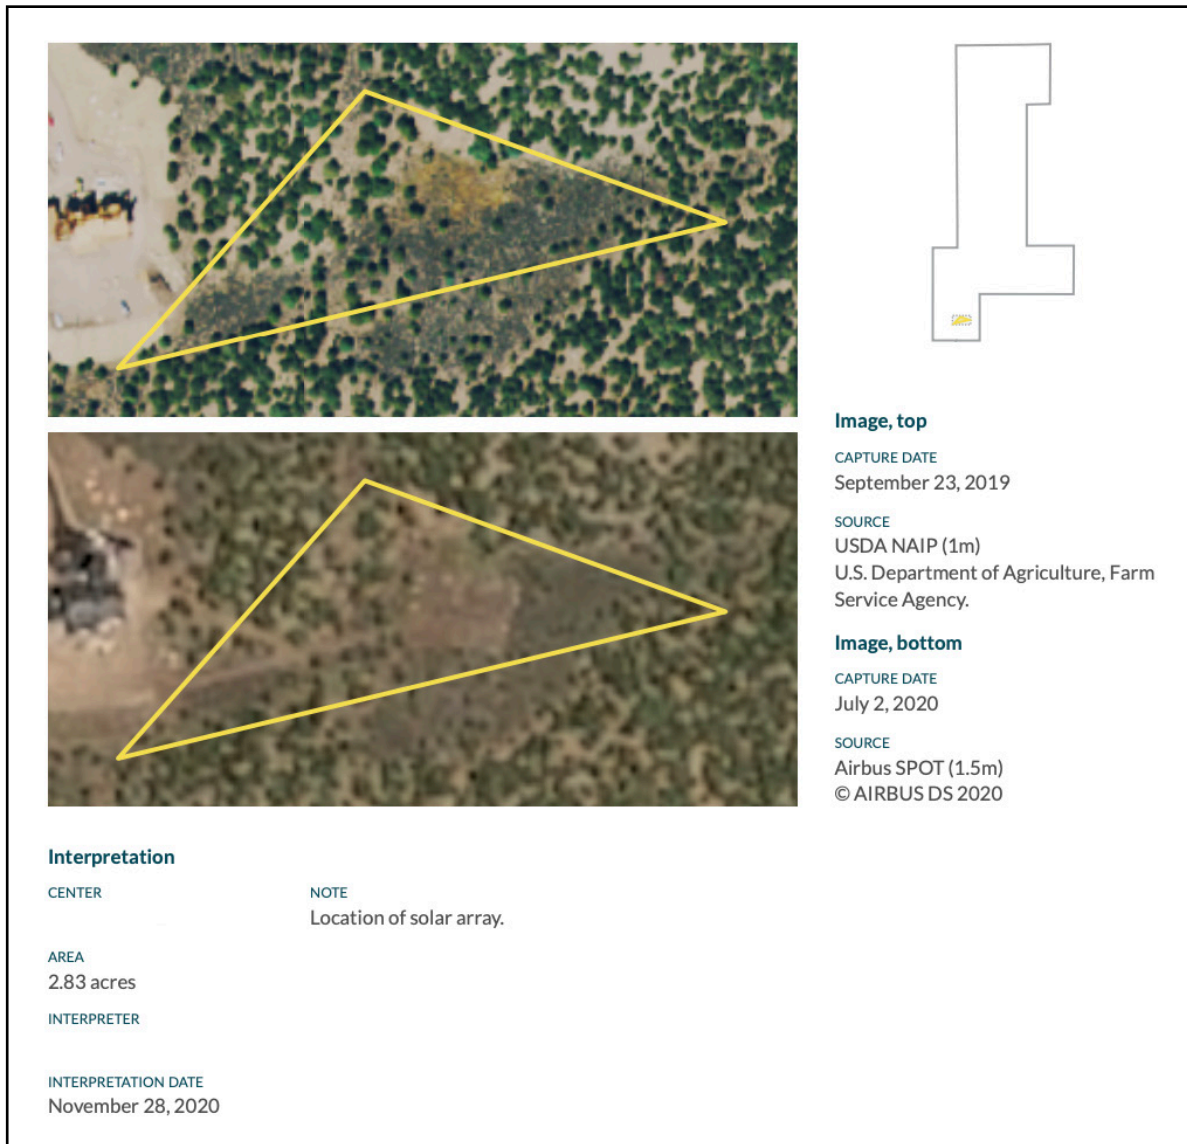 Image, top
CAPTURE DATE
September 23, 2019
SOURCE
USDA NAIP (1m)
U.S. Department of Agriculture, Farm
Service Agency.
Image, bottom
CAPTURE DATE
July 2, 2020
SOURCE
Airbus SPOT (1.5m)
© AIRBUS DS 2020
Interpretation
CENTER
NOTE
Location of solar array.
AREA
2.83 acres
INTERPRETER
INTERPRETATION DATE
November 28, 2020